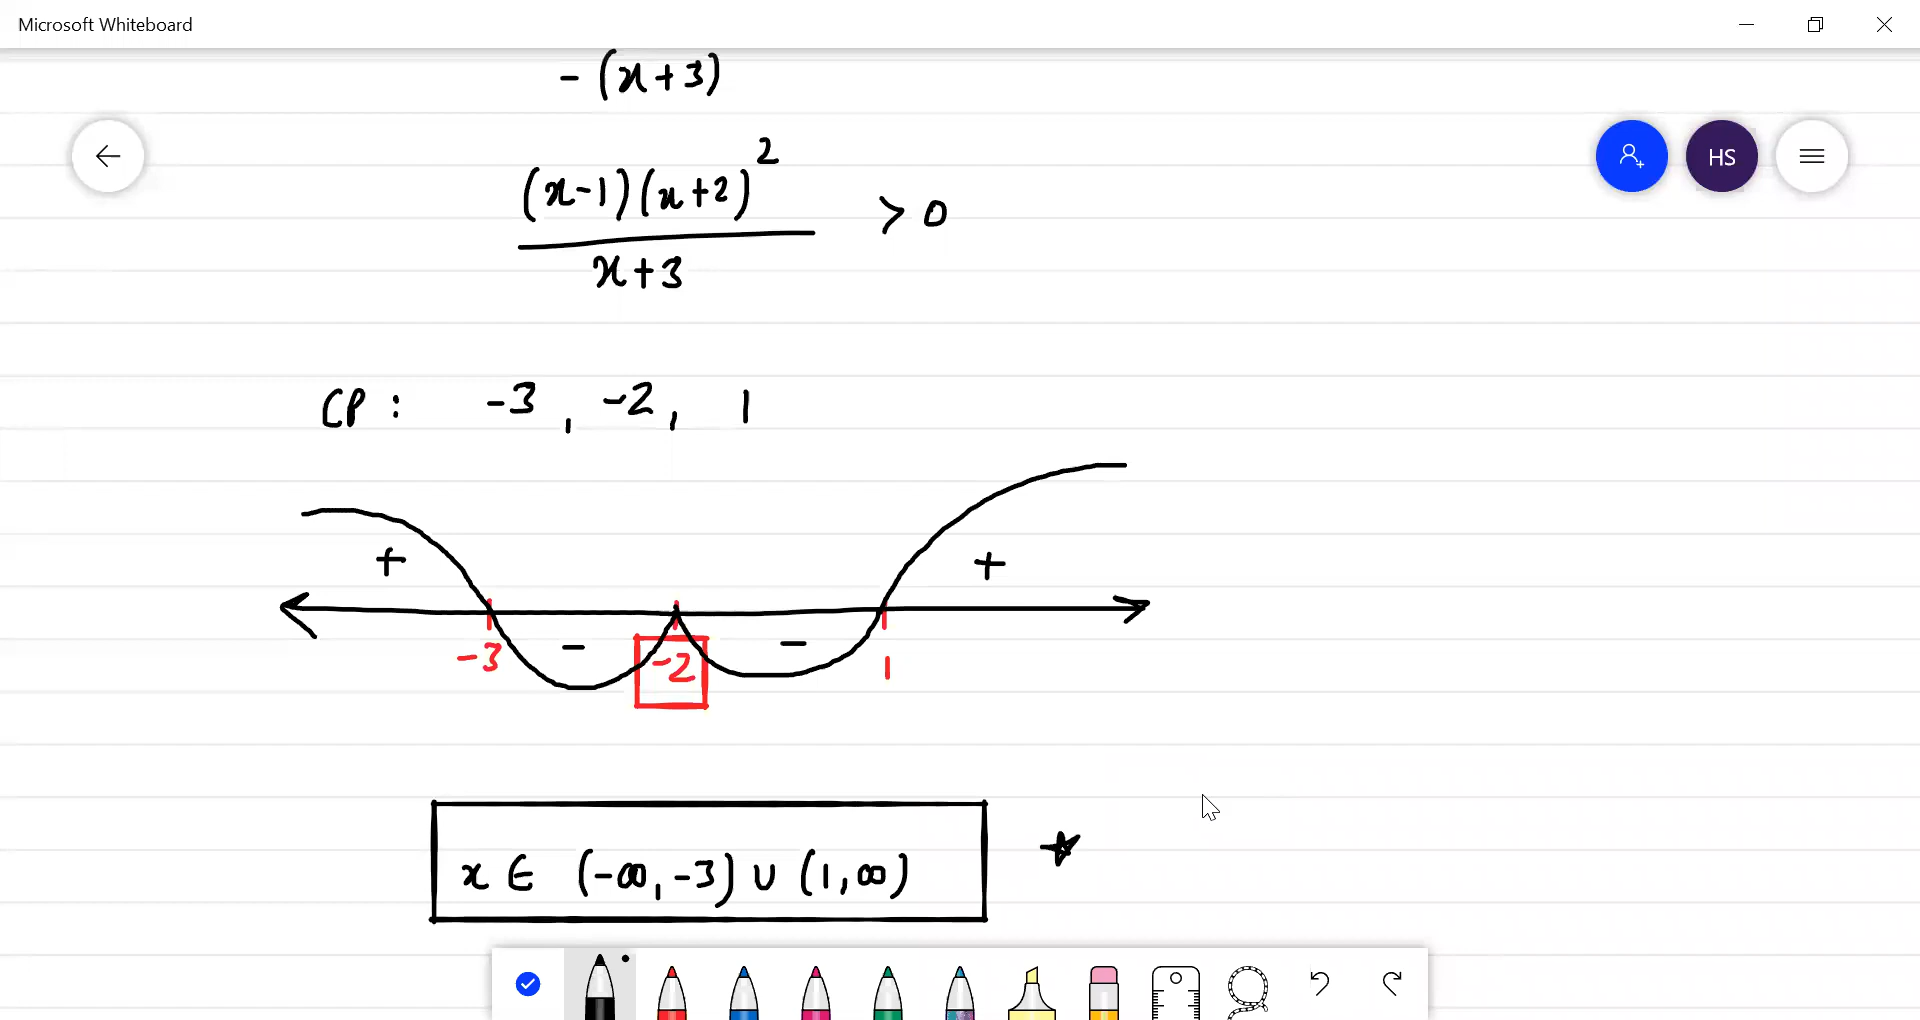 Microsoft Whiteboard
- (x+3)
HS
(x-1)(x+2)²
> 0
x+3
CP : -3 , -2 , 1
+ +
- -
-3 -2 1
x ∈ (-∞, -3) ∪ (1, ∞)